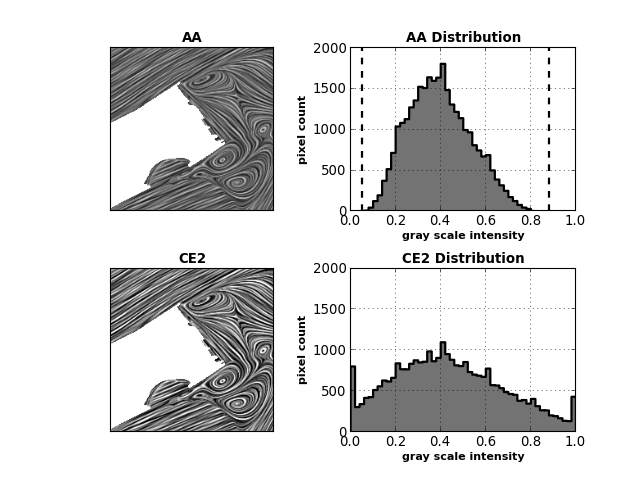 AA
AA Distribution
2000
1500
1000
500
0
0.0 0.2 0.4 0.6 0.8 1.0
pixel count
gray scale intensity
CE2
CE2 Distribution
2000
1500
1000
500
0
0.0 0.2 0.4 0.6 0.8 1.0
pixel count
gray scale intensity